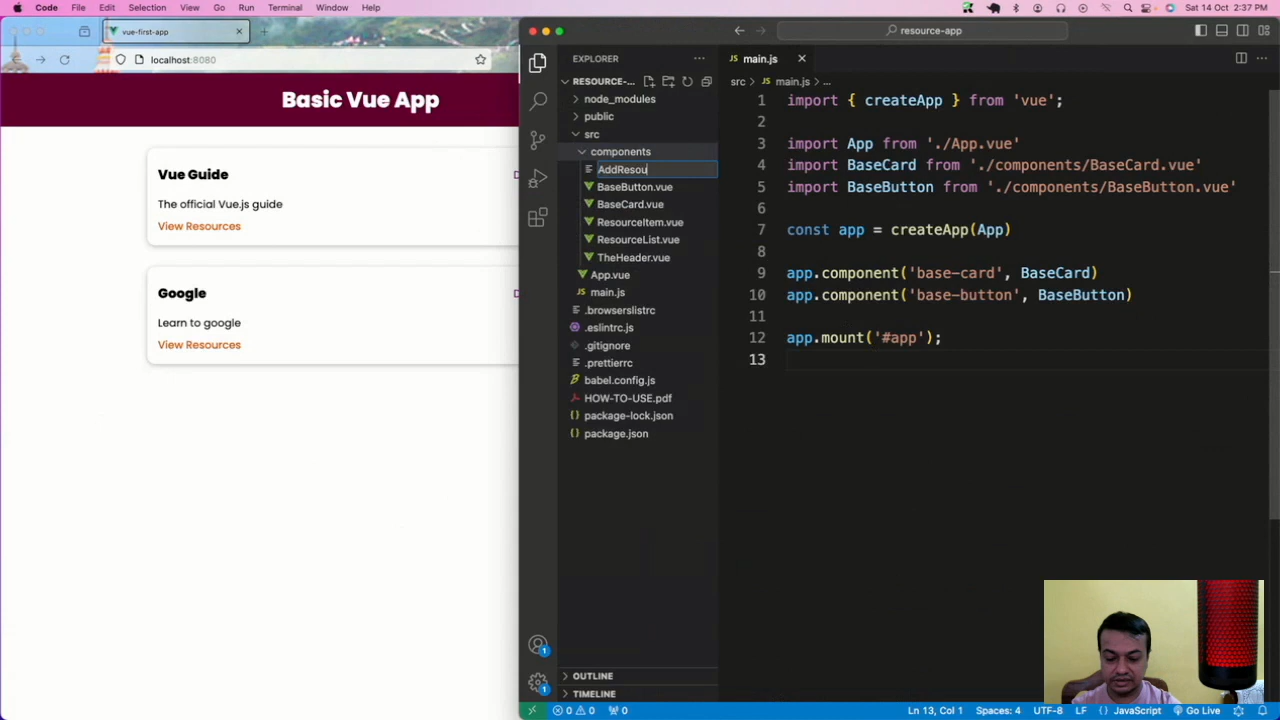 Code File Edit Selection View Go Run Terminal Window Help
Sat 14 Oct 2:37 PM
vue-first-app
localhost:8080
Basic Vue App
Vue Guide
The official Vue.js guide
View Resources
Google
Learn to google
View Resources
resource-app
EXPLORER
RESOURCE-...
node_modules
public
src
components
AddResou
BaseButton.vue
BaseCard.vue
ResourceItem.vue
ResourceList.vue
TheHeader.vue
App.vue
main.js
.browserslistrc
.eslintrc.js
.gitignore
.prettierrc
babel.config.js
HOW-TO-USE.pdf
package-lock.json
package.json
OUTLINE
TIMELINE
main.js
src > main.js > ...
1 import { createApp } from 'vue';
2
3 import App from './App.vue'
4 import BaseCard from './components/BaseCard.vue'
5 import BaseButton from './components/BaseButton.vue'
6
7 const app = createApp(App)
8
9 app.component('base-card', BaseCard)
10 app.component('base-button', BaseButton)
11
12 app.mount('#app');
13
1
1
0 0 0 Ln 13, Col 1 Spaces: 4 UTF-8 LF {} JavaScript Go Live